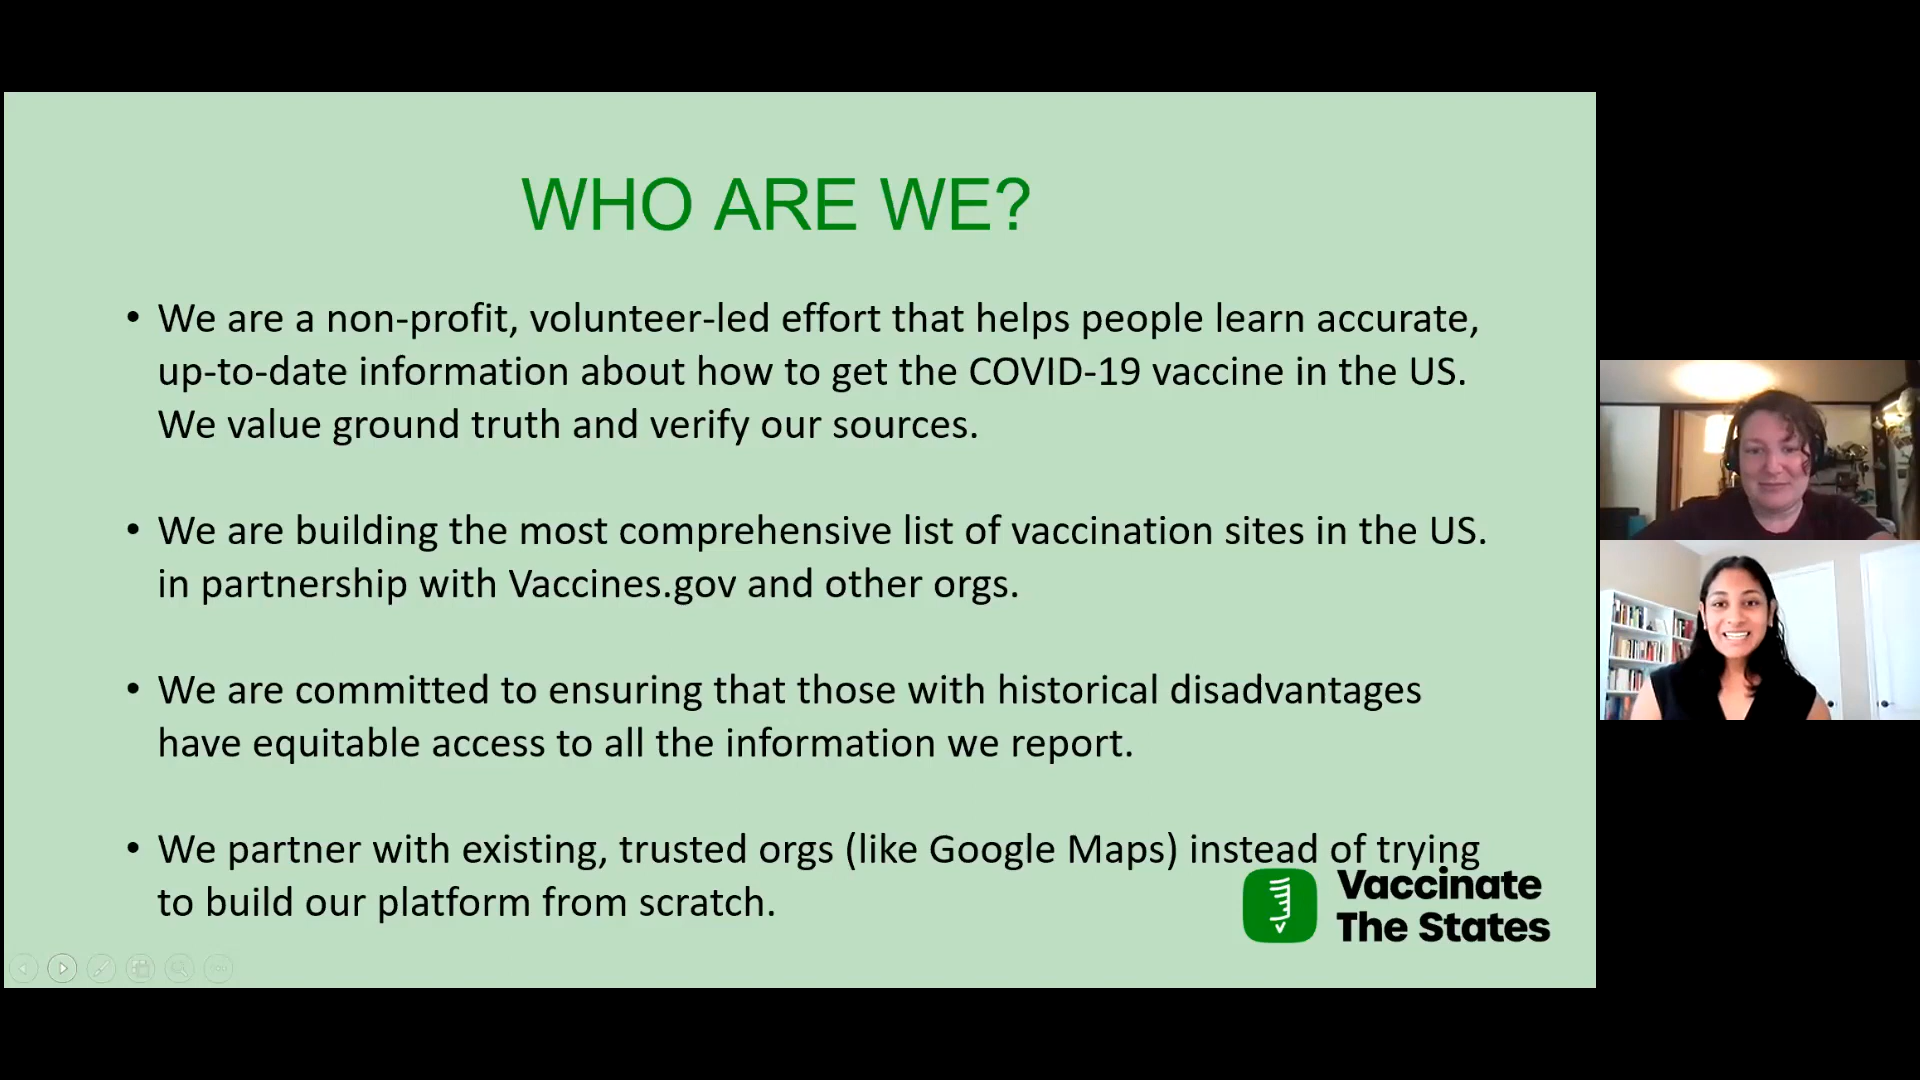 WHO ARE WE?
• We are a non-profit, volunteer-led effort that helps people learn accurate,
up-to-date information about how to get the COVID-19 vaccine in the US.
We value ground truth and verify our sources.
• We are building the most comprehensive list of vaccination sites in the US.
in partnership with Vaccines.gov and other orgs.
• We are committed to ensuring that those with historical disadvantages
have equitable access to all the information we report.
• We partner with existing, trusted orgs (like Google Maps) instead of trying
to build our platform from scratch.
Vaccinate
The States